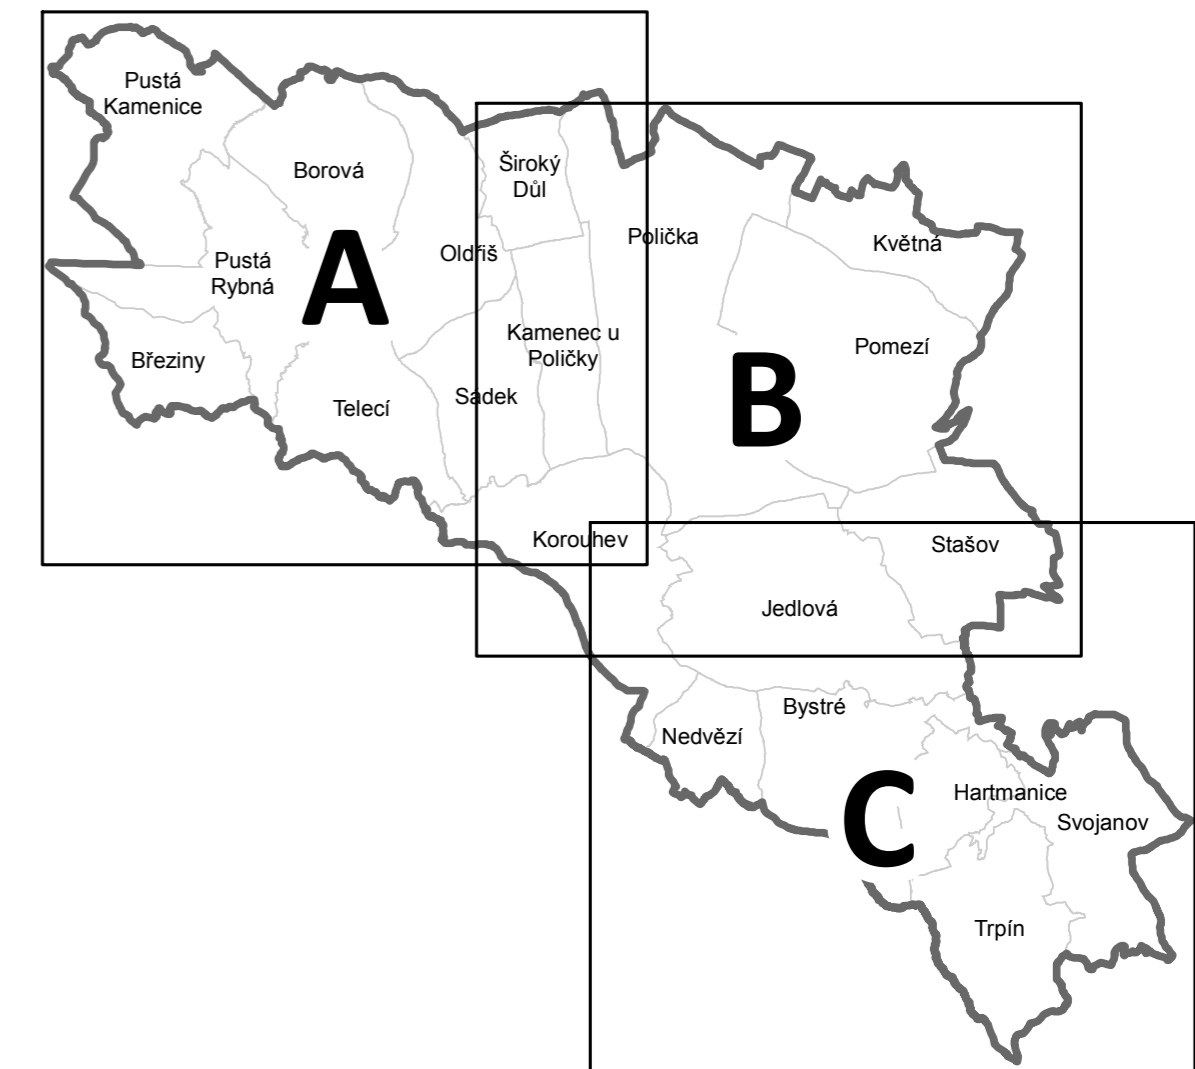 Pustá
Kamenice
Borová
Široký
Důl
Polička
Květná
Oldřiš
Pustá
Rybná
A
Kamenec u
Poličky
Pomezí
Březiny
Sádek
Telecí
B
Korouhev
Stašov
Jedlová
Bystré
Nedvězí
Hartmanice
C
Svojanov
Trpín